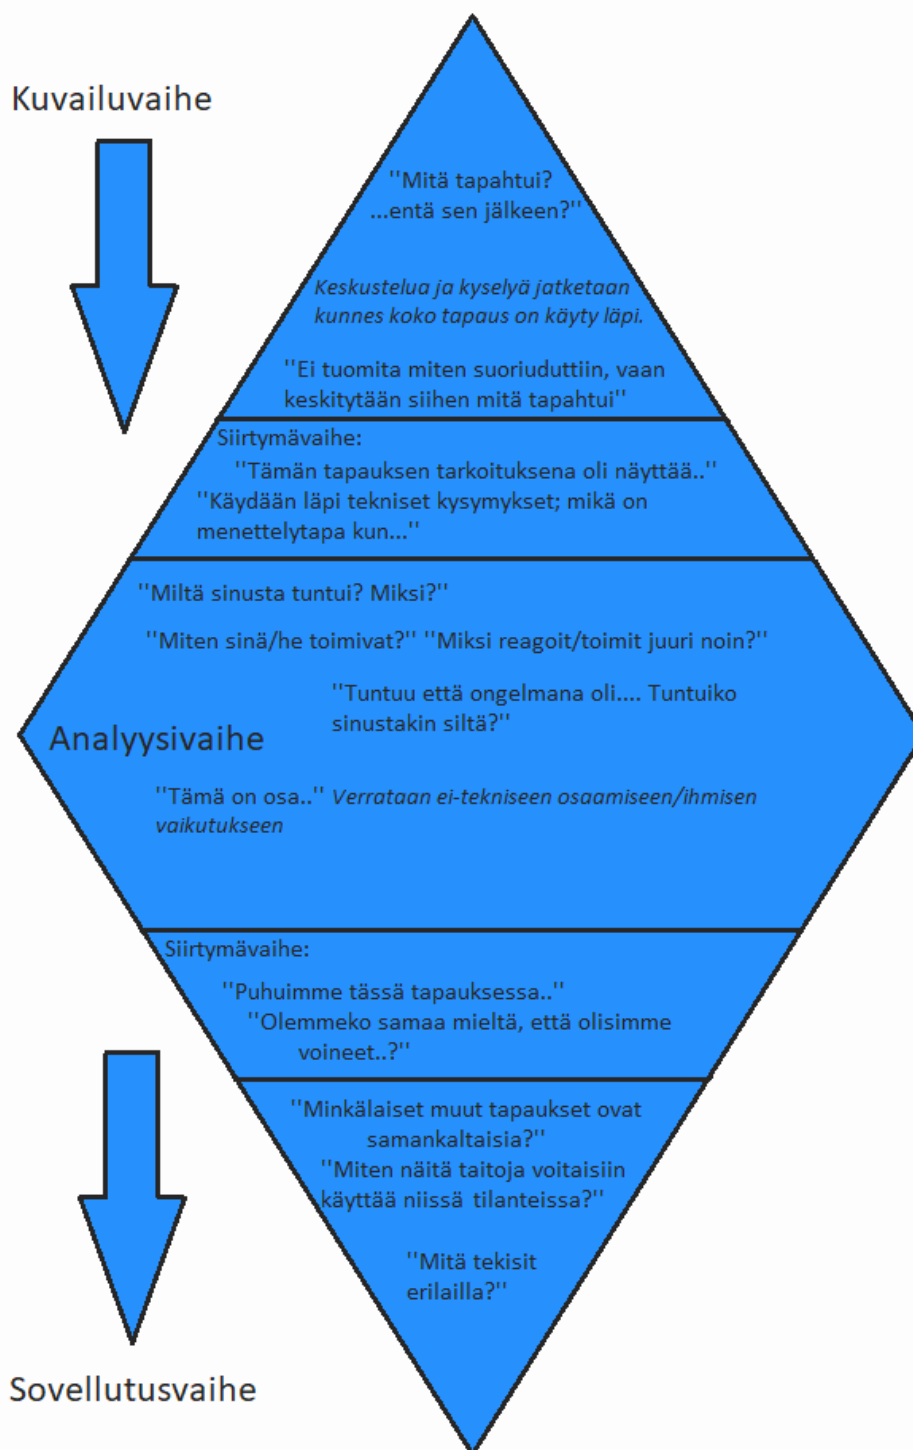 Kuvailuvaihe
''Mitä tapahtui?
...entä sen jälkeen?''
Keskustelua ja kyselyä jatketaan
kunnes koko tapaus on käyty läpi.
''Ei tuomita miten suoriuduttiin, vaan
keskitytään siihen mitä tapahtui''
Siirtymävaihe:
''Tämän tapauksen tarkoituksena oli näyttää..''
''Käydään läpi tekniset kysymykset; mikä on
menettelytapa kun...''
''Miltä sinusta tuntui? Miksi?''
''Miten sinä/he toimivat?'' ''Miksi reagoit/toimit juuri noin?''
''Tuntuu että ongelmana oli.... Tuntuiko
sinustakin siltä?''
Analyysivaihe
''Tämä on osa..'' Verrataan ei-tekniseen osaamiseen/ihmisen
vaikutukseen
Siirtymävaihe:
''Puhuimme tässä tapauksessa..''
''Olemmeko samaa mieltä, että olisimme
voineet..?''
''Minkälaiset muut tapaukset ovat
samankaltaisia?''
''Miten näitä taitoja voitaisiin
käyttää niissä tilanteissa?''
''Mitä tekisit
erilailla?''
Sovellutusvaihe